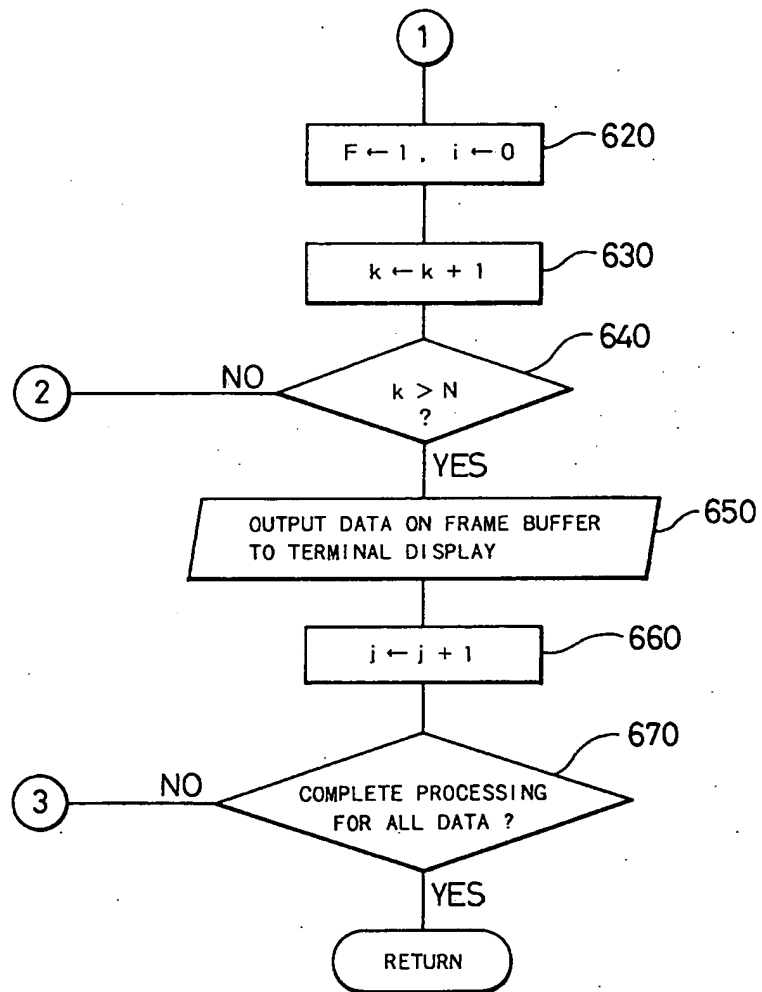 1
F ← 1, i ← 0
620
k ← k + 1
630
640
2
NO
k > N
?
YES
OUTPUT DATA ON FRAME BUFFER
TO TERMINAL DISPLAY
650
j ← j + 1
660
670
3
NO
COMPLETE PROCESSING
FOR ALL DATA ?
YES
RETURN